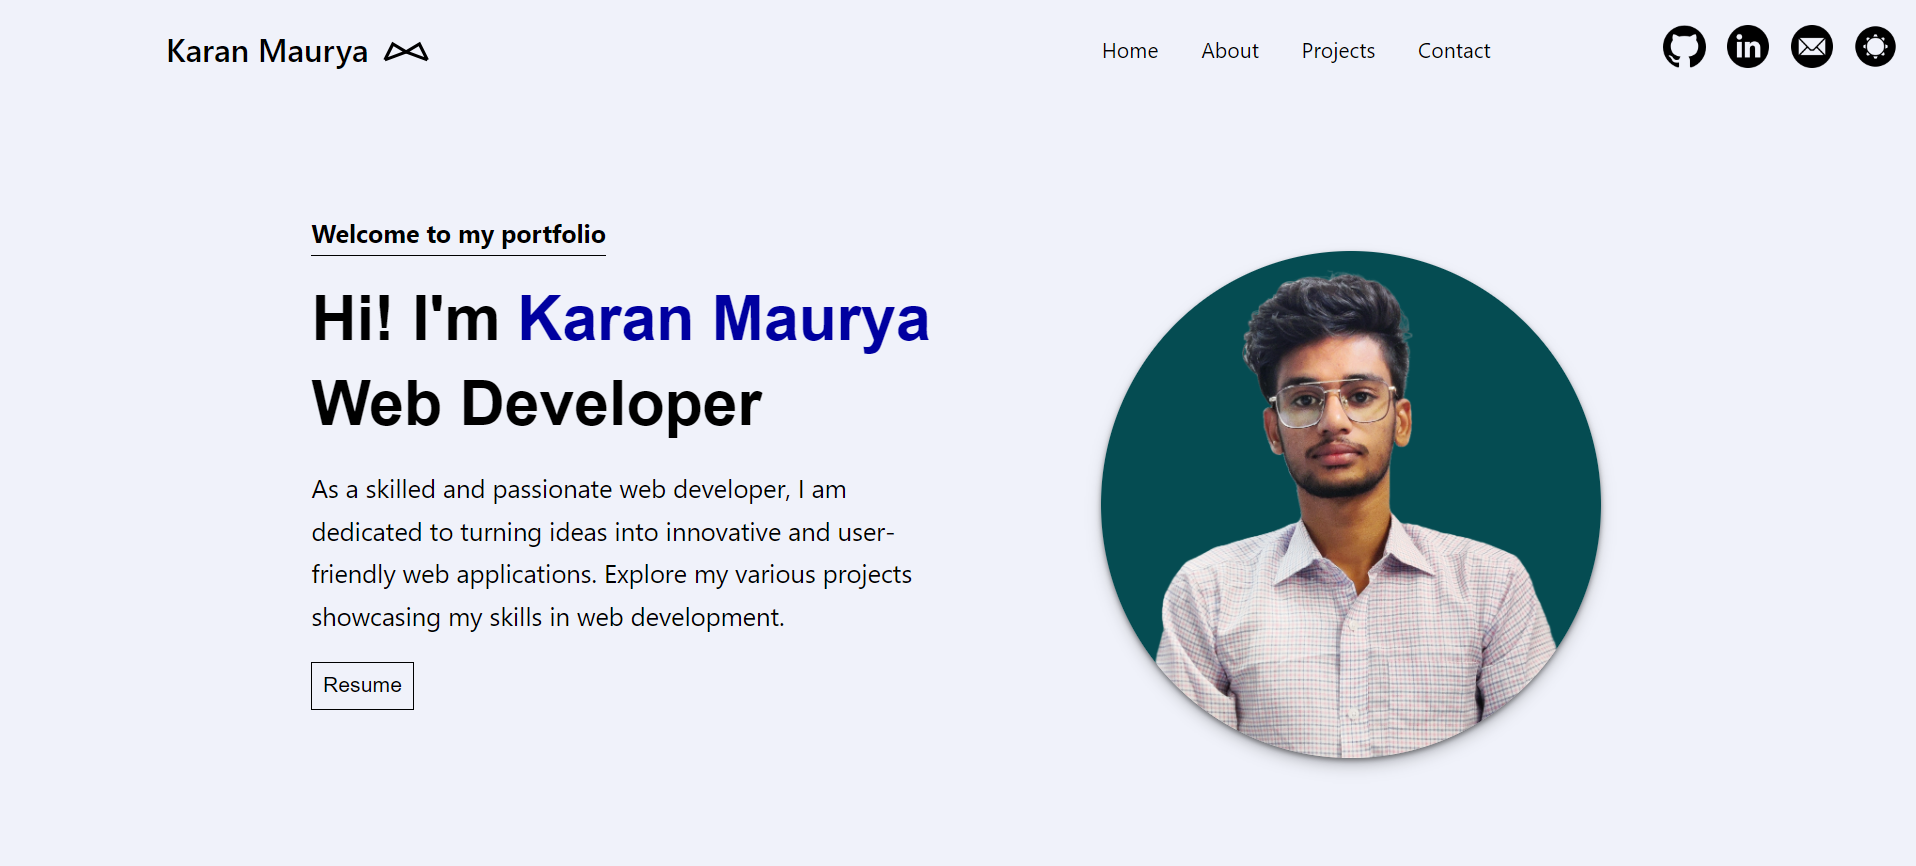 Karan Maurya
Home About Projects Contact
in
Welcome to my portfolio
Hi! I'm Karan Maurya
Web Developer
As a skilled and passionate web developer, I am
dedicated to turning ideas into innovative and user-
friendly web applications. Explore my various projects
showcasing my skills in web development.
Resume